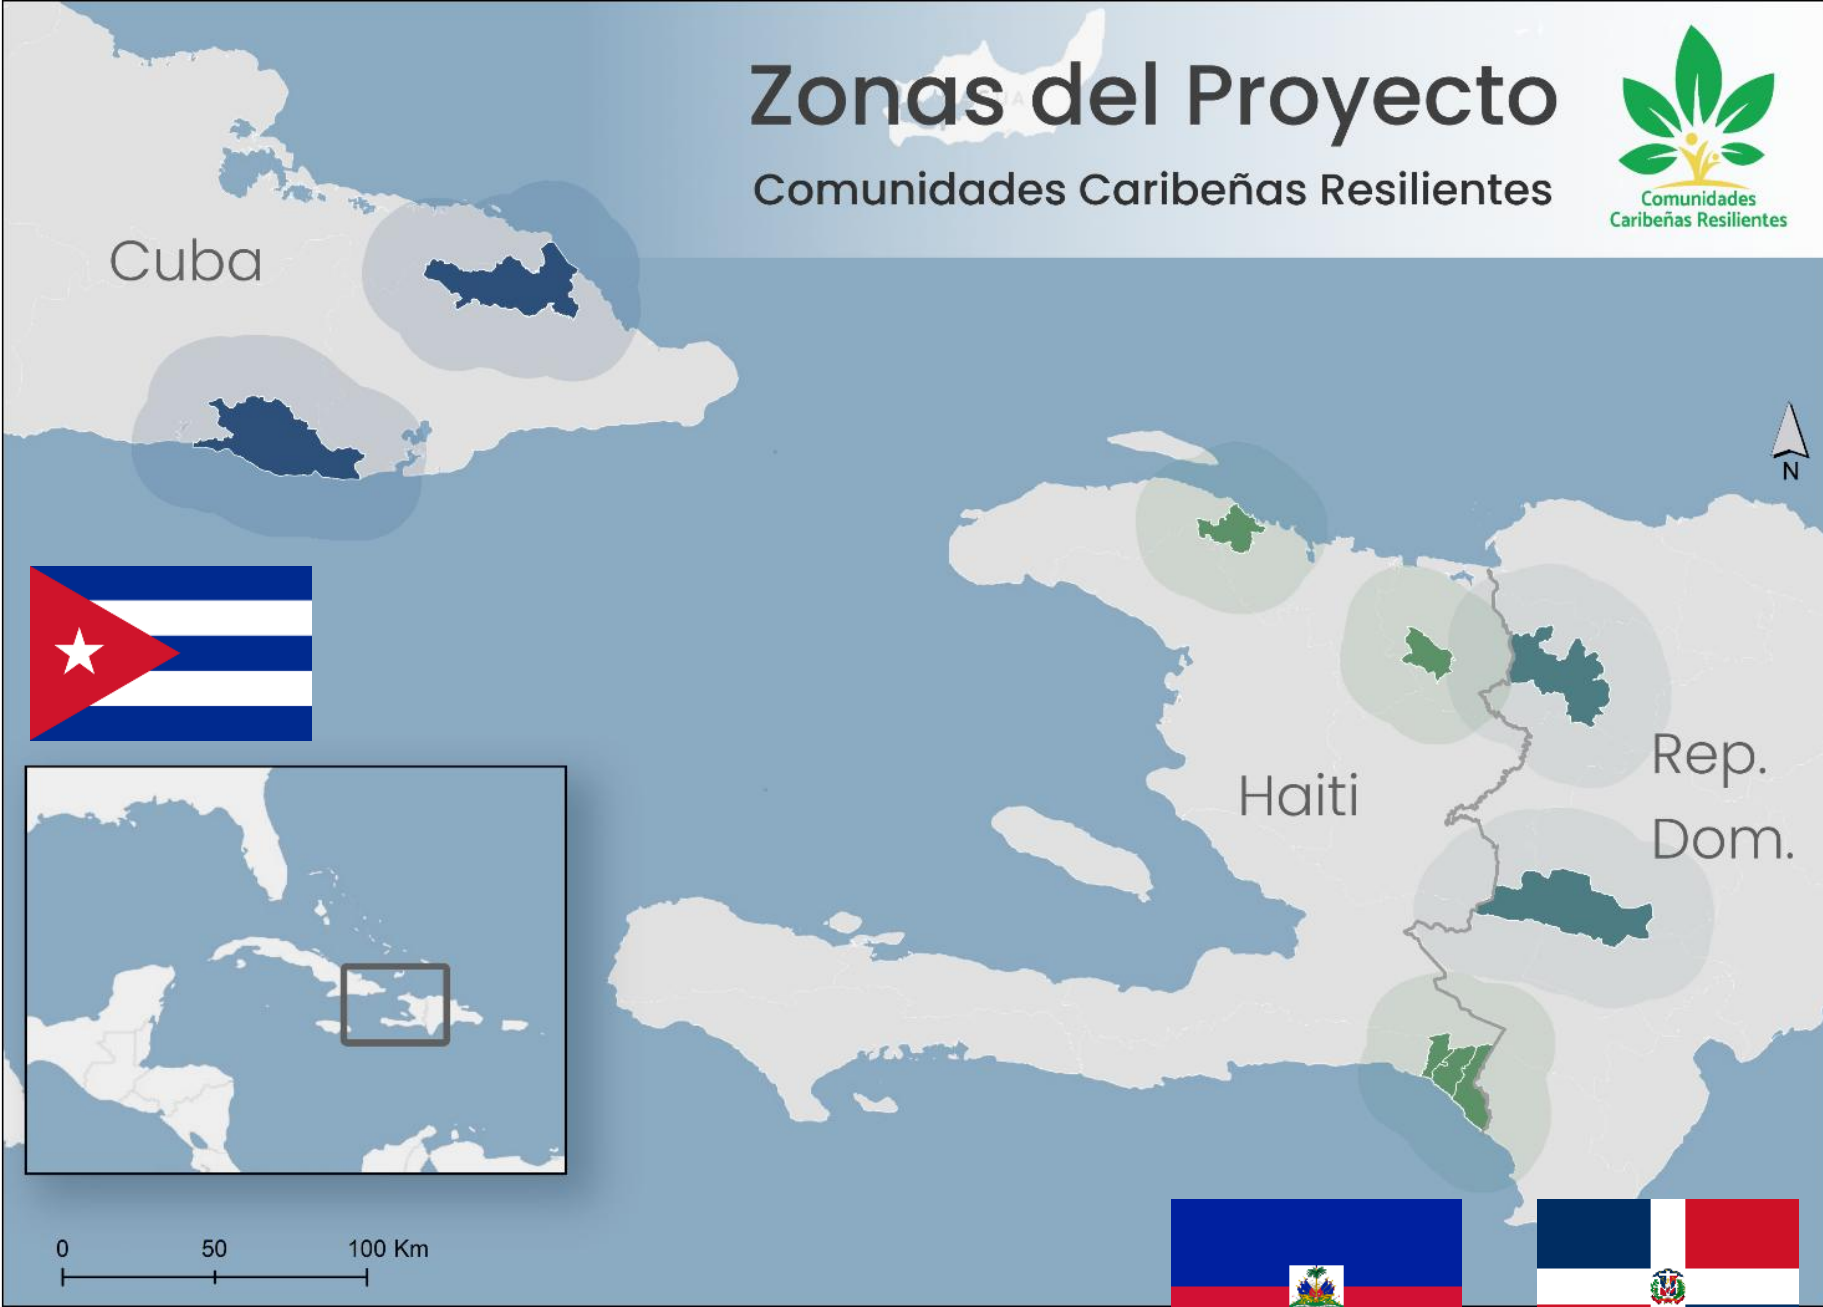 Zonas del Proyecto
Comunidades Caribeñas Resilientes
Comunidades
Caribeñas Resilientes
Cuba
N
Rep.
Dom.
Haiti
0 50 100 Km